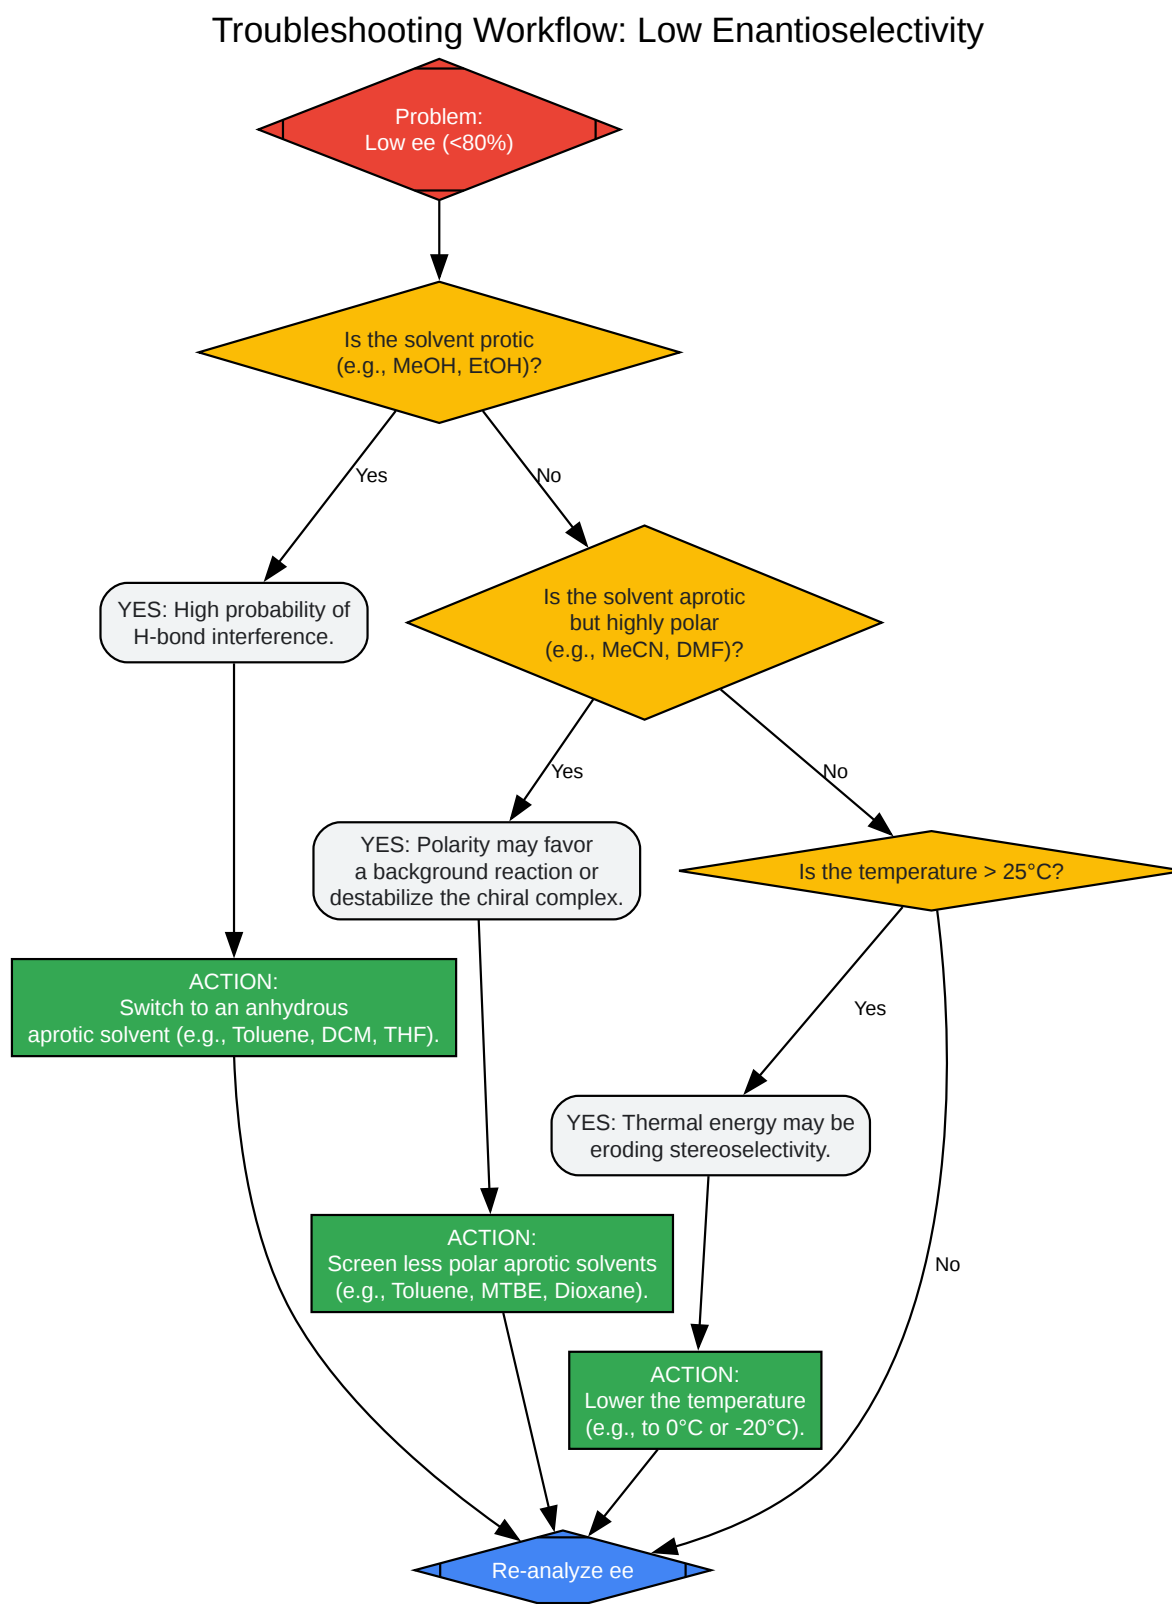 Troubleshooting Workflow: Low Enantioselectivity
Problem:
Low ee (<80%)
Is the solvent protic
(e.g., MeOH, EtOH)?
Yes
No
YES: High probability of
H-bond interference.
Is the solvent aprotic
but highly polar
(e.g., MeCN, DMF)?
Yes
No
YES: Polarity may favor
a background reaction or
destabilize the chiral complex.
Is the temperature > 25°C?
ACTION:
Switch to an anhydrous
aprotic solvent (e.g., Toluene, DCM, THF).
Yes
YES: Thermal energy may be
eroding stereoselectivity.
ACTION:
Screen less polar aprotic solvents
(e.g., Toluene, MTBE, Dioxane).
No
ACTION:
Lower the temperature
(e.g., to 0°C or -20°C).
Re-analyze ee